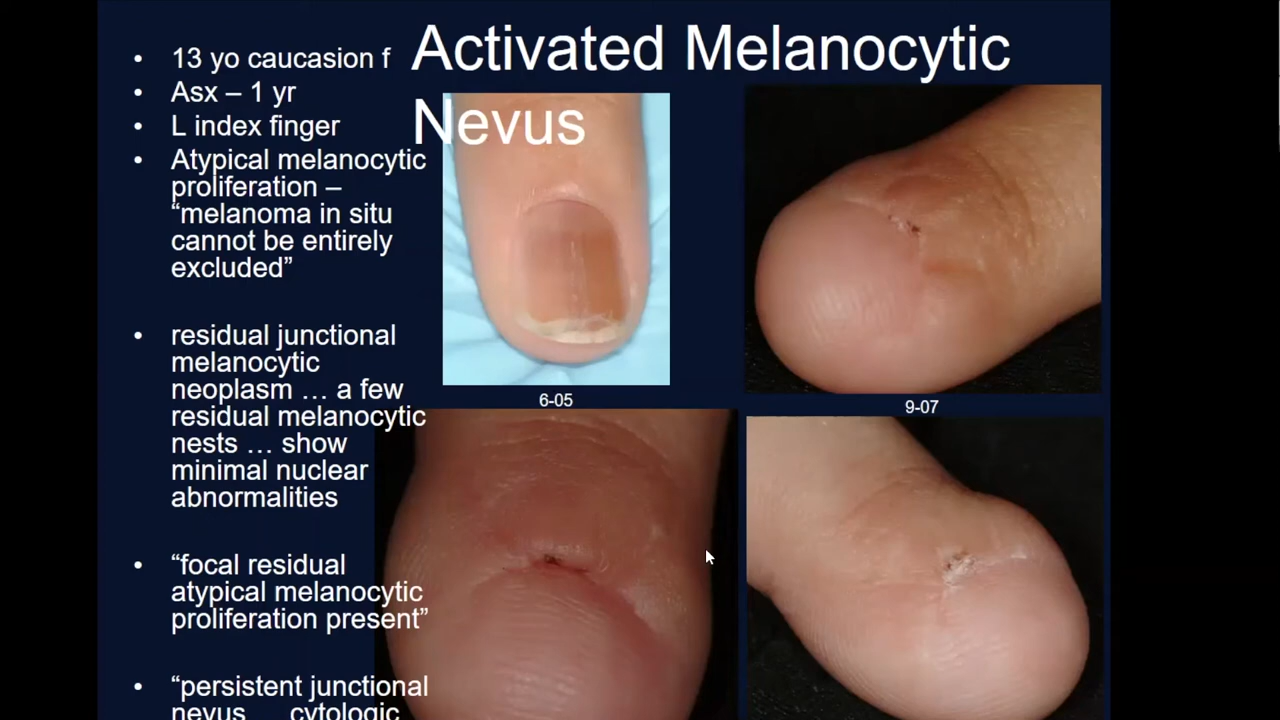 Activated Melanocytic
Nevus
• 13 yo caucasion f
• Asx – 1 yr
• L index finger
• Atypical melanocytic
proliferation –
“melanoma in situ
cannot be entirely
excluded”
• residual junctional
melanocytic
neoplasm … a few
residual melanocytic
nests … show
minimal nuclear
abnormalities
• “focal residual
atypical melanocytic
proliferation present”
• “persistent junctional
nevus … cytologic
6-05
9-07